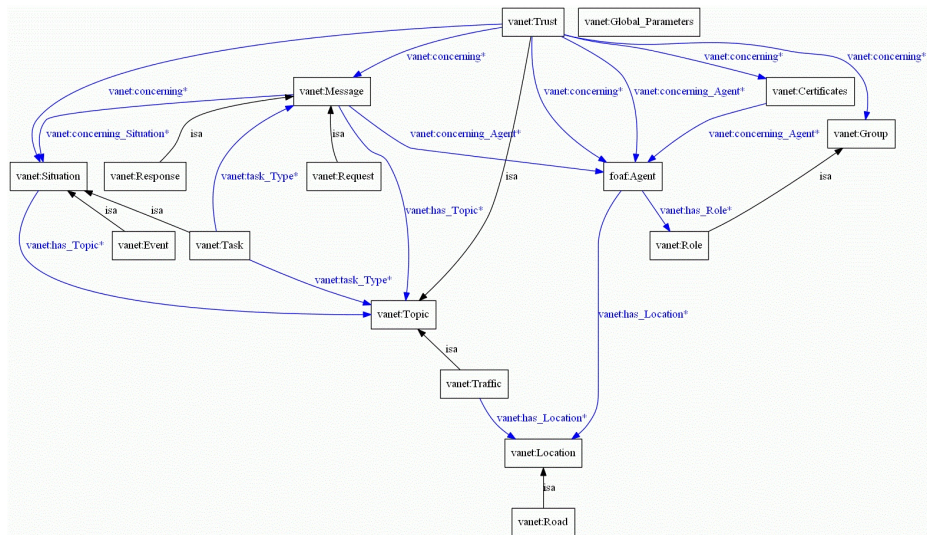 vanet:Trust
vanet:Global_Parameters
vanet:concerning*
vanet:concerning*
vanet:concerning*
vanet:Message
vanet:concerning*
vanet:concerning*
vanet:concerning_Agent*
vanet:Certificates
vanet:concerning_Situation*
isa
isa
vanet:concerning_Agent*
vanet:concerning_Agent*
vanet:Group
vanet:Situation
vanet:Response
vanet:task_Type*
vanet:Request
isa
foaf:Agent
isa
isa
isa
vanet:has_Topic*
vanet:has_Role*
vanet:has_Topic*
vanet:Event
vanet:Task
vanet:Role
vanet:task_Type*
vanet:Topic
vanet:has_Location*
isa
vanet:Traffic
vanet:has_Location*
vanet:Location
isa
vanet:Road